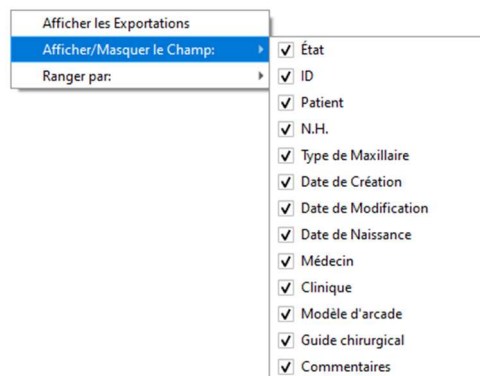 Afficher les Exportations
Afficher/Masquer le Champ:
Ranger par:
État
ID
Patient
N.H.
Type de Maxillaire
Date de Création
Date de Modification
Date de Naissance
Médecin
Clinique
Modèle d'arcade
Guide chirurgical
Commentaires